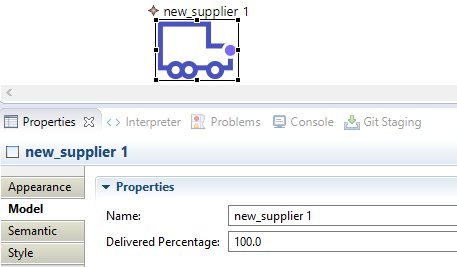 new_supplier 1
Properties Interpreter Problems Console Git Staging
new_supplier 1
Appearance
Model
Semantic
Style
Properties
Name: new_supplier 1
Delivered Percentage: 100.0